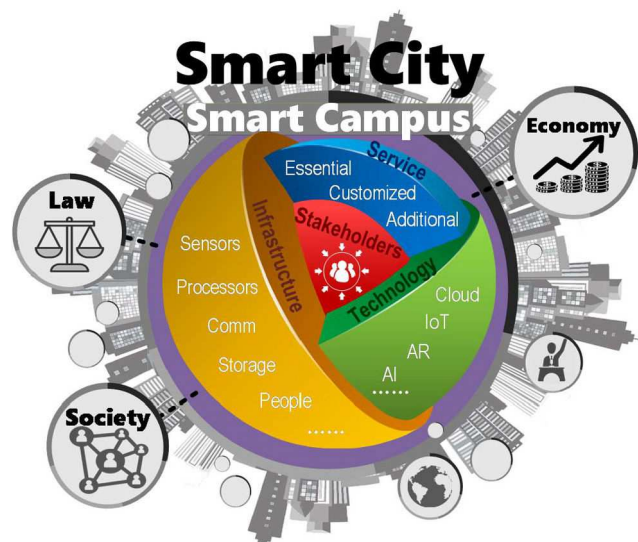 Smart City
Smart Campus
Economy
Law
Society
Service
Essential
Customized
Additional
Stakeholders
Infrastructure
Sensors
Processors
Comm
Storage
People
......
Technology
Cloud
IoT
AR
AI
......